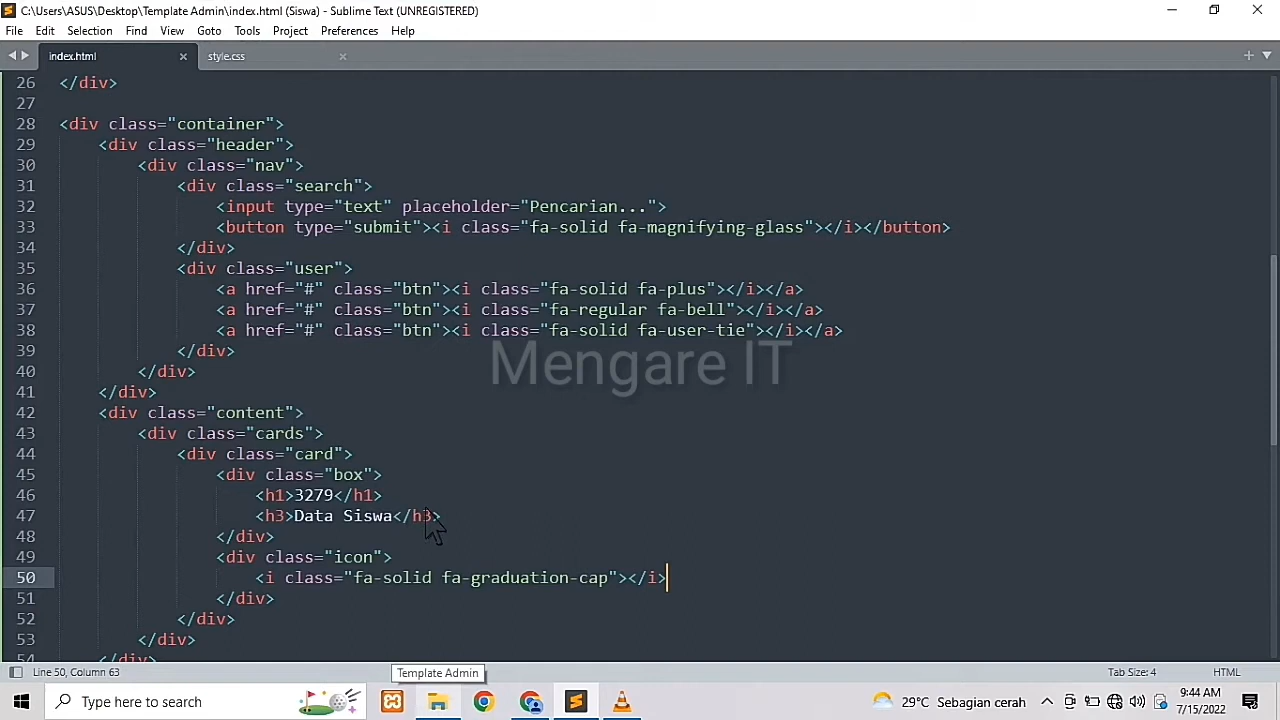 C:\Users\ASUS\Desktop\Template Admin\index.html (Siswa) - Sublime Text (UNREGISTERED)
File Edit Selection Find View Goto Tools Project Preferences Help
index.html × style.css ×
26 </div>
27
28 <div class="container">
29 <div class="header">
30 <div class="nav">
31 <div class="search">
32 <input type="text" placeholder="Pencarian...">
33 <button type="submit"><i class="fa-solid fa-magnifying-glass"></i></button>
34 </div>
35 <div class="user">
36 <a href="#" class="btn"><i class="fa-solid fa-plus"></i></a>
37 <a href="#" class="btn"><i class="fa-regular fa-bell"></i></a>
38 <a href="#" class="btn"><i class="fa-solid fa-user-tie"></i></a>
39 </div>
Mengare IT
40 </div>
41 </div>
42 <div class="content">
43 <div class="cards">
44 <div class="card">
45 <div class="box">
46 <h1>3279</h1>
47 <h3>Data Siswa</h3>
48 </div>
49 <div class="icon">
50 <i class="fa-solid fa-graduation-cap"></i>
51 </div>
52 </div>
53 </div>
54 </div>
Line 50, Column 63
Template Admin
Tab Size: 4 HTML
Type here to search
29°C Sebagian cerah
9:44 AM
7/15/2022